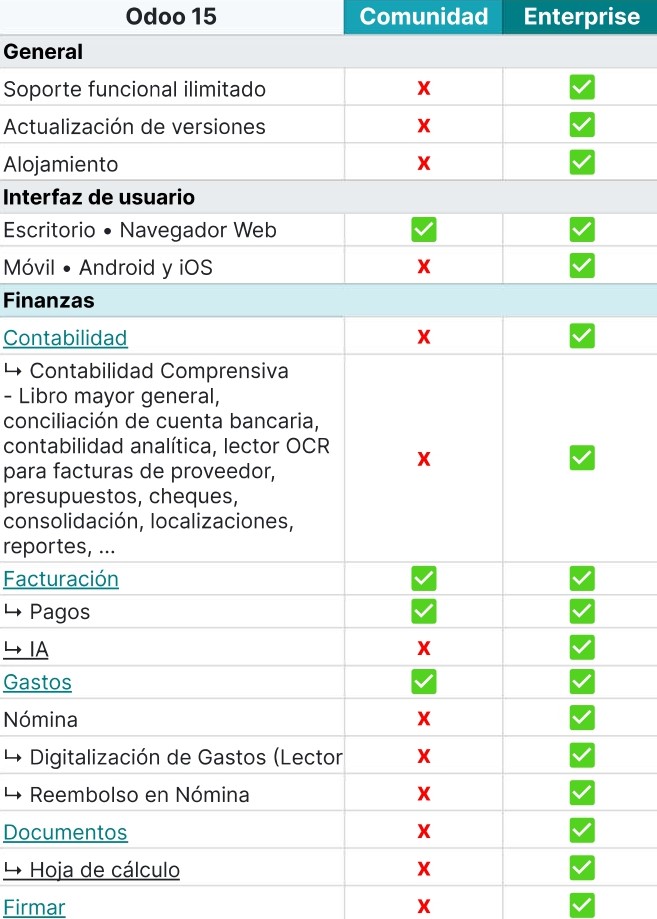 Odoo 15 Comunidad Enterprise
General
Soporte funcional ilimitado X ✅
Actualización de versiones X ✅
Alojamiento X ✅
Interfaz de usuario
Escritorio • Navegador Web ✅ ✅
Móvil • Android y iOS X ✅
Finanzas
Contabilidad X ✅
↳ Contabilidad Comprensiva
- Libro mayor general,
conciliación de cuenta bancaria,
contabilidad analítica, lector OCR
para facturas de proveedor, X ✅
presupuestos, cheques,
consolidación, localizaciones,
reportes, ...
Facturación ✅ ✅
↳ Pagos ✅ ✅
↳ IA X ✅
Gastos ✅ ✅
Nómina X ✅
↳ Digitalización de Gastos (Lector X ✅
↳ Reembolso en Nómina X ✅
Documentos X ✅
↳ Hoja de cálculo X ✅
Firmar X ✅